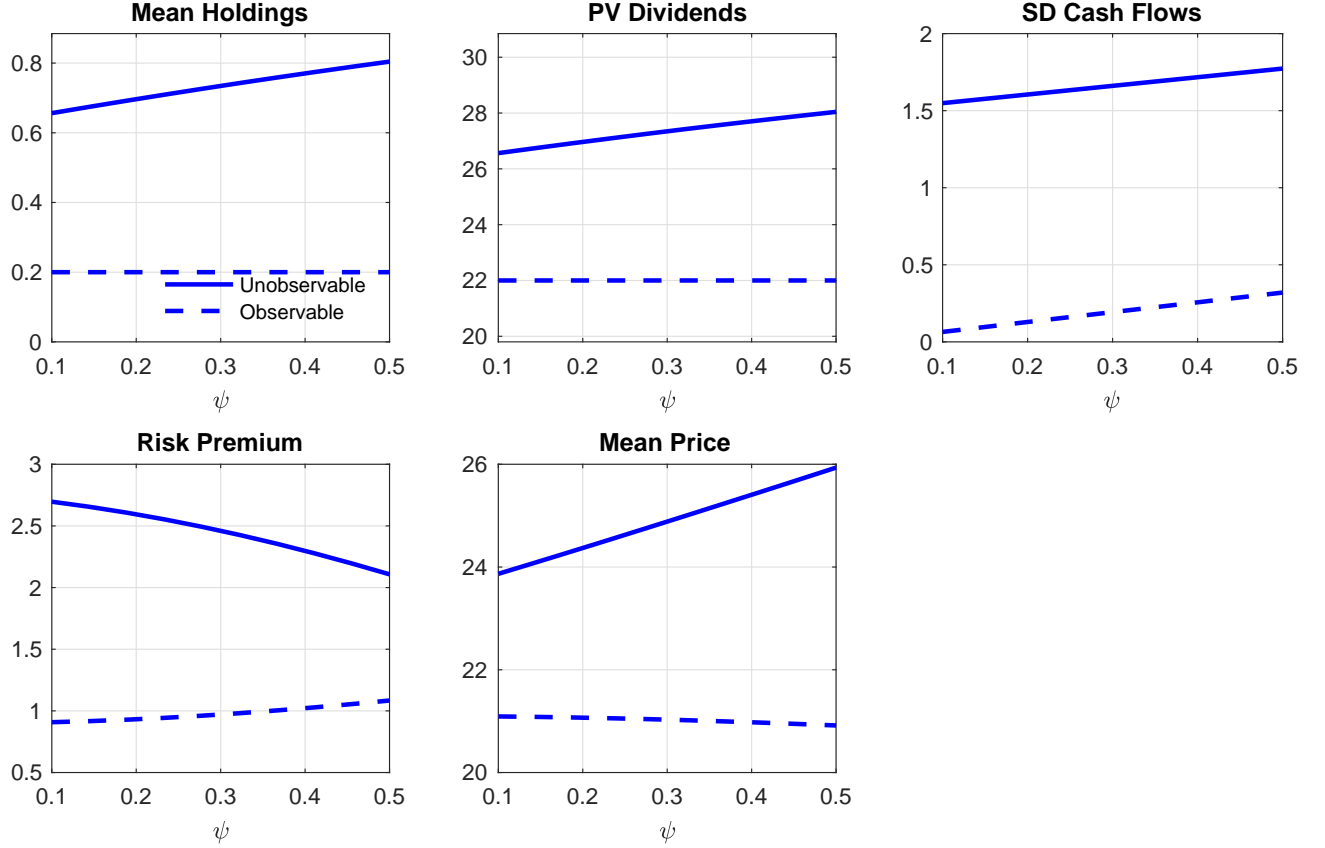 Mean Holdings
0.8
0.6
0.4
0.2
0
0.1 0.2 0.3 0.4 0.5
ψ
Unobservable
Observable
PV Dividends
30
28
26
24
22
20
0.1 0.2 0.3 0.4 0.5
ψ
SD Cash Flows
2
1.5
1
0.5
0
0.1 0.2 0.3 0.4 0.5
ψ
Risk Premium
3
2.5
2
1.5
1
0.5
0.1 0.2 0.3 0.4 0.5
ψ
Mean Price
26
24
22
20
0.1 0.2 0.3 0.4 0.5
ψ